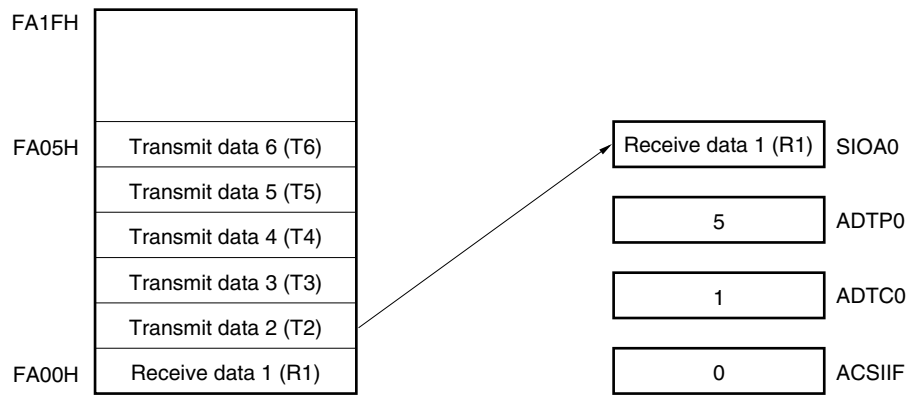 FA1FH
FA05H
Transmit data 6 (T6)
Transmit data 5 (T5)
Transmit data 4 (T4)
Transmit data 3 (T3)
Transmit data 2 (T2)
FA00H
Receive data 1 (R1)
Receive data 1 (R1) SIOA0
5 ADTP0
1 ADTC0
0 ACSIIF